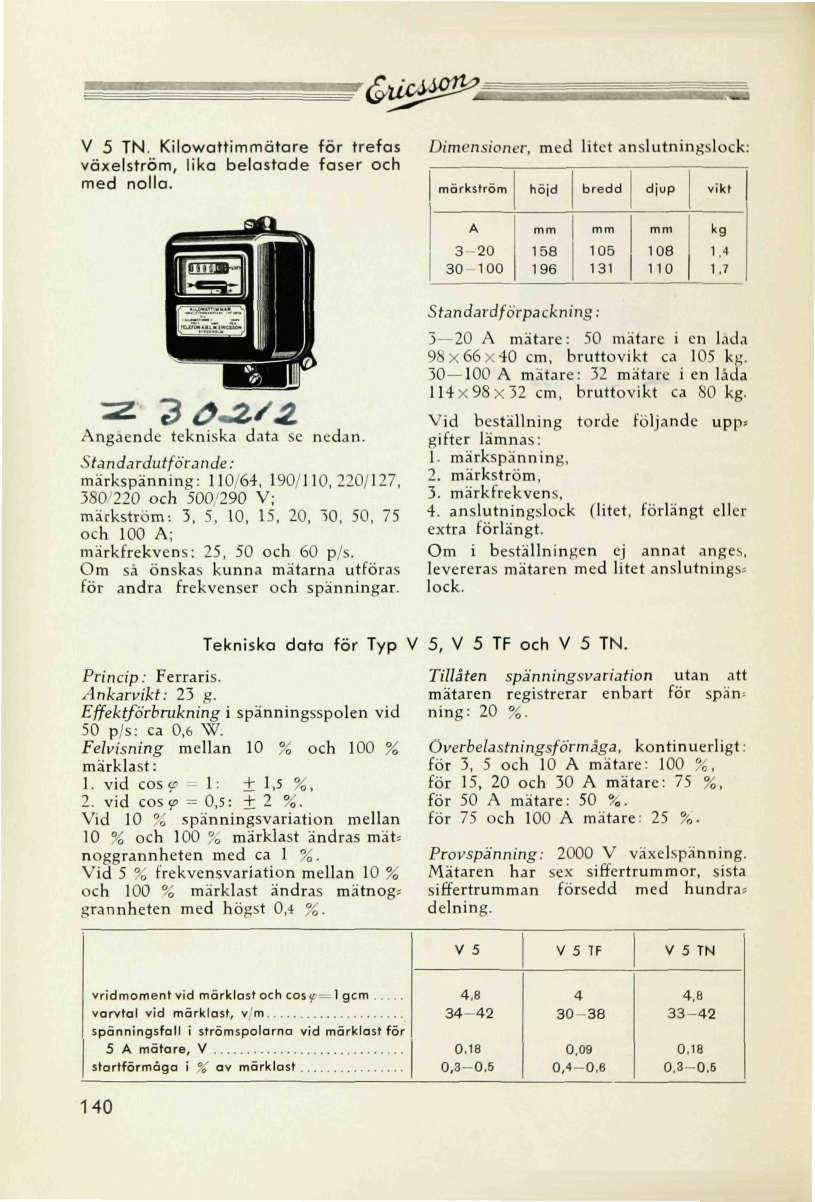 Ericsson
V 5 TN. Kilowattimmätare för trefas
växelström, lika belastade faser och
med nolla.
KILOWATTIMMAR
TELEFON A.B. L.M. ERICSSON
STOCKHOLM
Z 30212
Angående tekniska data se nedan.
Standardutförande:
märkspänning: 110/64, 190/110, 220/127,
380/220 och 500/290 V;
märkström: 3, 5, 10, 15, 20, 30, 50, 75
och 100 A;
märkfrekvens: 25, 50 och 60 p/s.
Om så önskas kunna mätarna utföras
för andra frekvenser och spänningar.
Dimensioner, med litet anslutningslock:
märkström höjd bredd djup vikt
A mm mm mm kg
3–20 158 105 108 1,4
30–100 196 131 110 1,7
Standardförpackning:
3—20 A mätare: 50 mätare i en låda
98×66×40 cm, bruttovikt ca 105 kg.
30—100 A mätare: 32 mätare i en låda
114×98×32 cm, bruttovikt ca 80 kg.
Vid beställning torde följande upp-
gifter lämnas:
1. märkspänning,
2. märkström,
3. märkfrekvens,
4. anslutningslock (litet, förlängt eller
extra förlängt.
Om i beställningen ej annat anges,
levereras mätaren med litet anslutnings-
lock.
Tekniska data för Typ V 5, V 5 TF och V 5 TN.
Princip: Ferraris.
Ankarvikt: 23 g.
Effektförbrukning i spänningsspolen vid
50 p/s: ca 0,6 W.
Felvisning mellan 10 % och 100 %
märklast:
1. vid cos φ = 1: ± 1,5 %,
2. vid cos φ = 0,5: ± 2 %.
Vid 10 % spänningsvariation mellan
10 % och 100 % märklast ändras mät-
noggrannheten med ca 1 %.
Vid 5 % frekvensvariation mellan 10 %
och 100 % märklast ändras mätnog-
grannheten med högst 0,4 %.
Tillåten spänningsvariation utan att
mätaren registrerar enbart för spän-
ning: 20 %.
Överbelastningsförmåga, kontinuerligt:
för 3, 5 och 10 A mätare: 100 %,
för 15, 20 och 30 A mätare: 75 %,
för 50 A mätare: 50 %.
för 75 och 100 A mätare: 25 %.
Provspänning: 2000 V växelspänning.
Mätaren har sex siffertrummor, sista
siffertrumman försedd med hundra-
delning.
V 5 V 5 TF V 5 TN
vridmoment vid märklast och cos φ=1 gcm ..... 4,8 4 4,8
varvtal vid märklast, v/m..................... 34–42 30–38 33–42
spänningsfall i strömspolarna vid märklast för
5 A mätare, V ............................. 0,18 0,09 0,18
startförmåga i % av märklast ................ 0,3–0,5 0,4–0,6 0,3–0,5
140